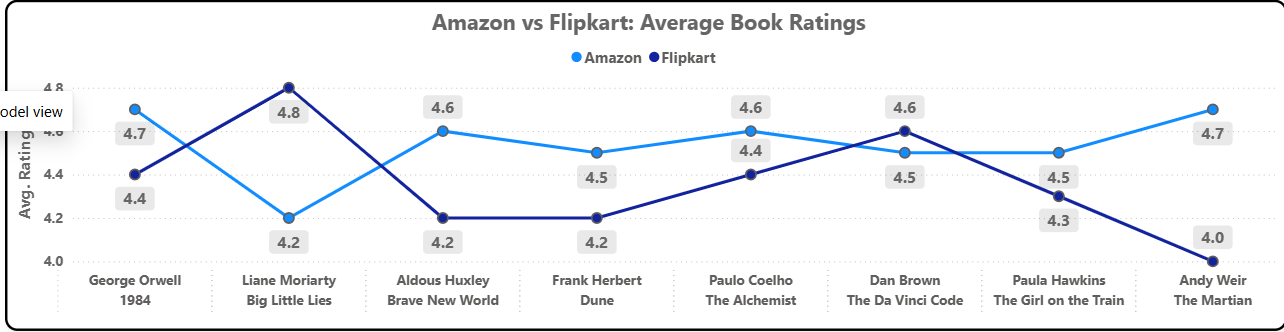 Amazon vs Flipkart: Average Book Ratings
Amazon Flipkart
4.8
odel view
4.6
4.4
4.2
4.0
Avg. Rating
4.7 4.8 4.6 4.5 4.6 4.6 4.5 4.7
4.4 4.2 4.2 4.2 4.4 4.5 4.3 4.0
George Orwell Liane Moriarty Aldous Huxley Frank Herbert Paulo Coelho Dan Brown Paula Hawkins Andy Weir
1984 Big Little Lies Brave New World Dune The Alchemist The Da Vinci Code The Girl on the Train The Martian